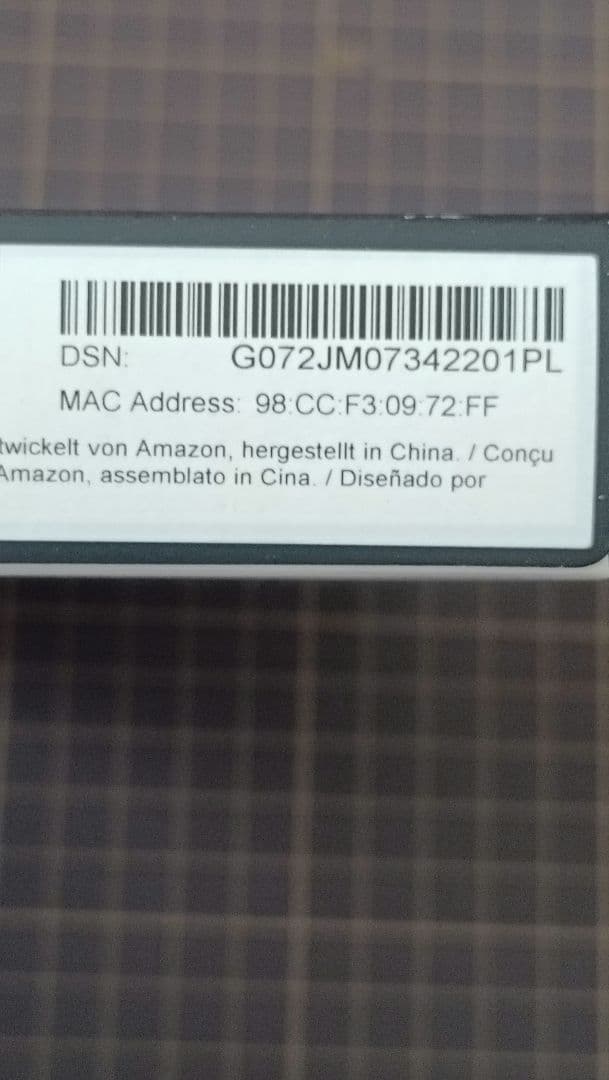 DSN: G072JM07342201PL
MAC Address: 98:CC:F3:09:72:FF
twickelt von Amazon, hergestellt in China. / Conçu
Amazon, assemblato in Cina. / Diseñado por